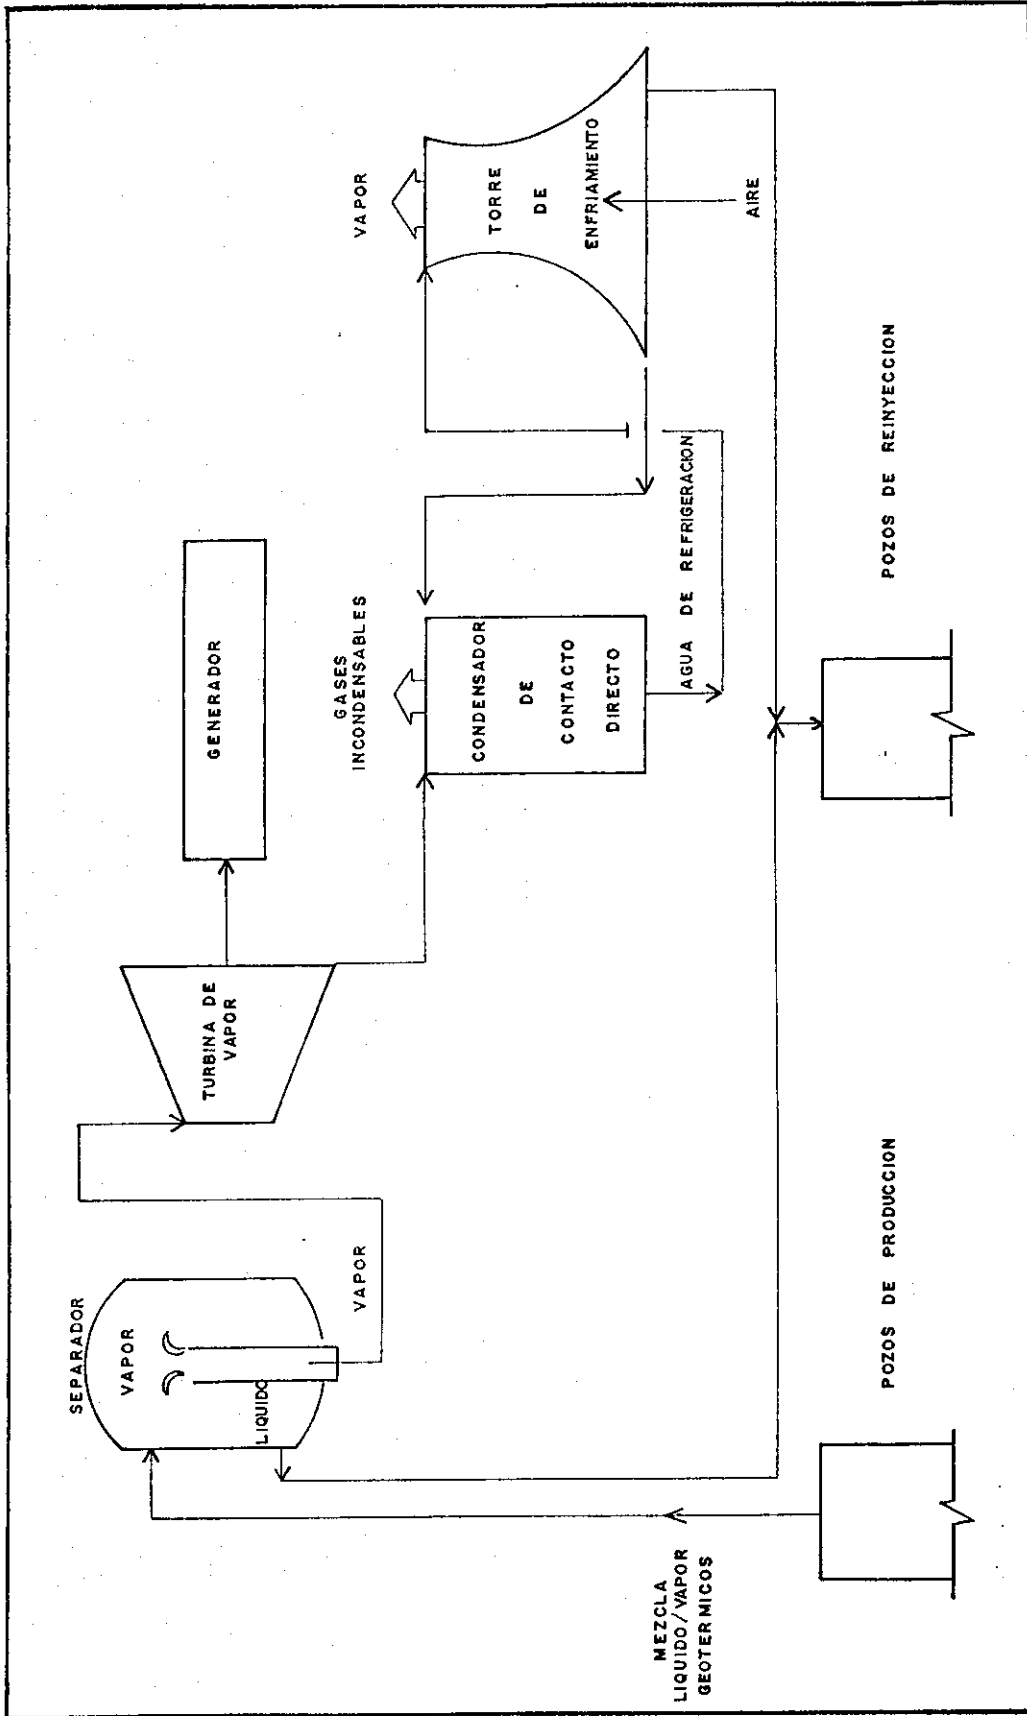 SEPARADOR
VAPOR
LIQUIDO
VAPOR
TURBINA DE
VAPOR
GENERADOR
GASES
INCONDENSABLES
CONDENSADOR
DE
CONTACTO
DIRECTO
VAPOR
TORRE
DE
ENFRIAMIENTO
AIRE
AGUA DE REFRIGERACION
MEZCLA
LIQUIDO/VAPOR
GEOTERMICOS
POZOS DE PRODUCCION
POZOS DE REINYECCION